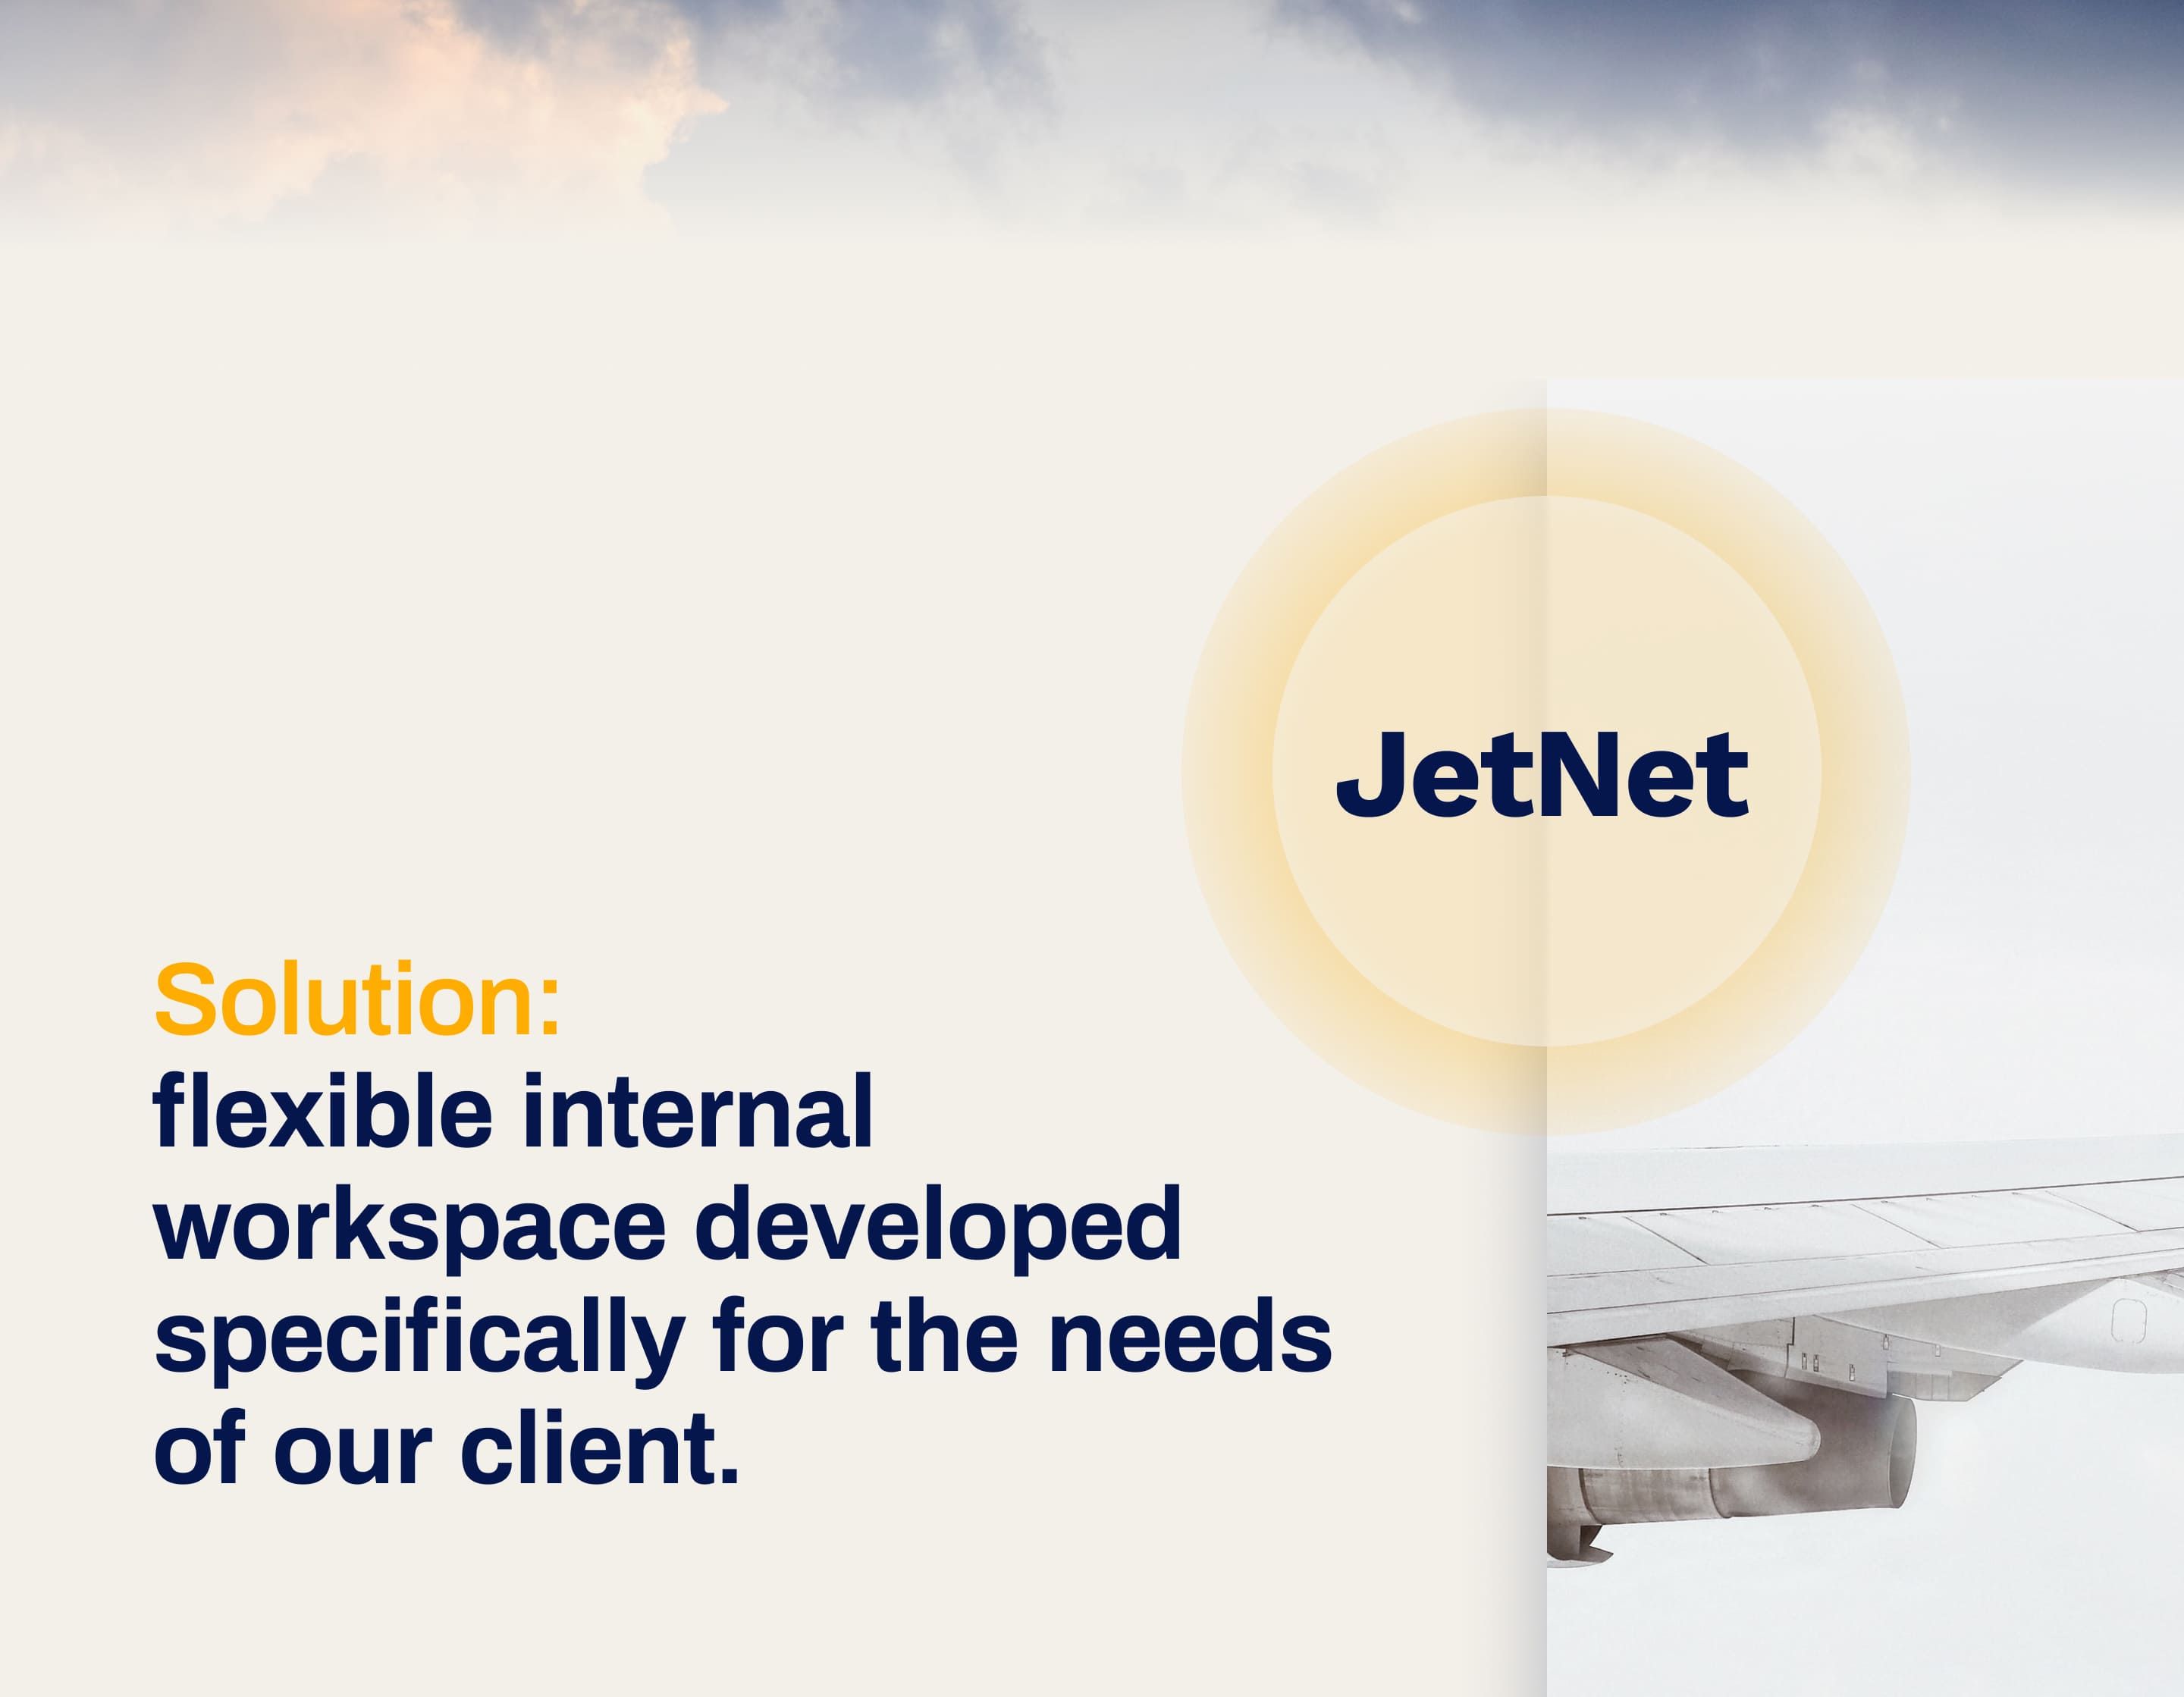 JetNet
Solution:
flexible internal
workspace developed
specifically for the needs
of our client.